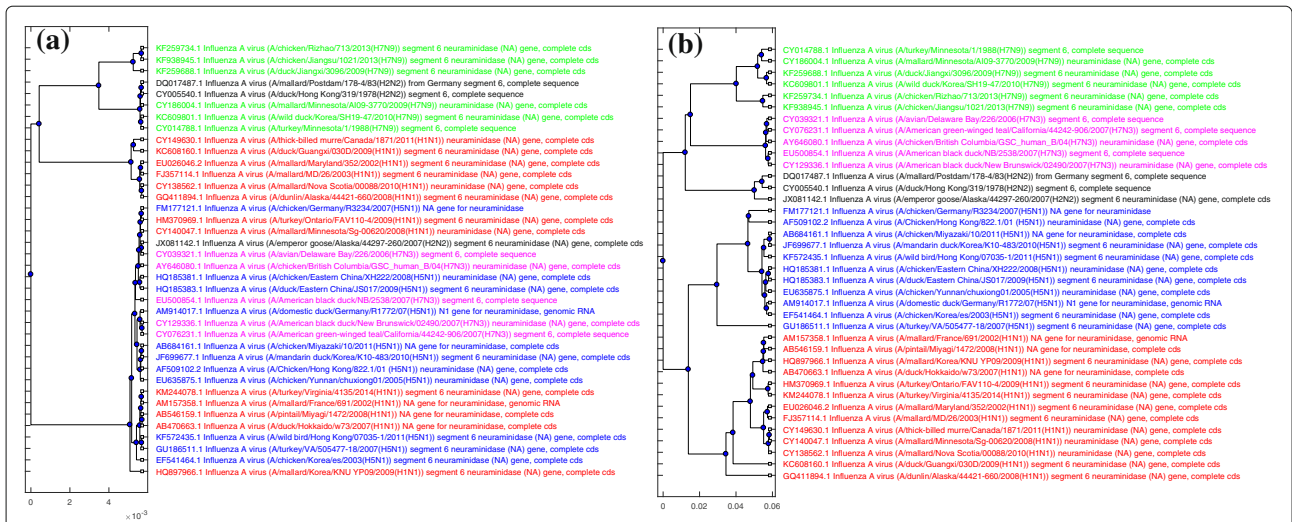 (a)
KF259734.1 Influenza A virus (A/chicken/Rizhao/713/2013(H7N9)) segment 6 neuraminidase (NA) gene, complete cds
KF938945.1 Influenza A virus (A/chicken/Jiangsu/1021/2013(H7N9)) segment 6 neuraminidase (NA) gene, complete cds
KF259688.1 Influenza A virus (A/duck/Jiangxi/3096/2009(H7N9)) segment 6 neuraminidase (NA) gene, complete cds
DQ017487.1 Influenza A virus (A/mallard/Postdam/178-4/83(H2N2)) from Germany segment 6, complete sequence
CY005540.1 Influenza A virus (A/duck/Hong Kong/319/1978(H2N2)) segment 6, complete sequence
CY186004.1 Influenza A virus (A/mallard/Minnesota/AI09-3770/2009(H7N9)) neuraminidase (NA) gene, complete cds
KC609801.1 Influenza A virus (A/wild duck/Korea/SH19-47/2010(H7N9)) segment 6 neuraminidase (NA) gene, complete cds
CY014788.1 Influenza A virus (A/turkey/Minnesota/1/1988(H7N9)) segment 6, complete sequence
CY149630.1 Influenza A virus (A/thick-billed murre/Canada/1871/2011(H1N1)) neuraminidase (NA) gene, complete cds
KC608160.1 Influenza A virus (A/duck/Guangxi/030D/2009(H1N1)) segment 6 neuraminidase (NA) gene, complete cds
EU026046.2 Influenza A virus (A/mallard/Maryland/352/2002(H1N1)) segment 6 neuraminidase (NA) gene, complete cds
FJ357114.1 Influenza A virus (A/mallard/MD/26/2003(H1N1)) segment 6 neuraminidase (NA) gene, complete cds
CY138562.1 Influenza A virus (A/mallard/Nova Scotia/00088/2010(H1N1)) neuraminidase (NA) gene, complete cds
GQ411894.1 Influenza A virus (A/dunlin/Alaska/44421-660/2008(H1N1)) segment 6 neuraminidase (NA) gene, complete cds
FM177121.1 Influenza A virus (A/chicken/Germany/R3234/2007(H5N1)) NA gene for neuraminidase
HM370969.1 Influenza A virus (A/turkey/Ontario/FAV110-4/2009(H1N1)) segment 6 neuraminidase (NA) gene, complete cds
CY140047.1 Influenza A virus (A/mallard/Minnesota/Sg-00620/2008(H1N1)) neuraminidase (NA) gene, complete cds
JX081142.1 Influenza A virus (A/emperor goose/Alaska/44297-260/2007(H2N2)) segment 6 neuraminidase (NA) gene, complete cds
CY039321.1 Influenza A virus (A/avian/Delaware Bay/226/2006(H7N3)) segment 6, complete sequence
AY646080.1 Influenza A virus (A/chicken/British Columbia/GSC_human_B/04(H7N3)) neuraminidase (NA) gene, complete cds
HQ185381.1 Influenza A virus (A/chicken/Eastern China/XH222/2008(H5N1)) segment 6 neuraminidase (NA) gene, complete cds
HQ185383.1 Influenza A virus (A/duck/Eastern China/JS017/2009(H5N1)) segment 6 neuraminidase (NA) gene, complete cds
EU500854.1 Influenza A virus (A/American black duck/NB/2538/2007(H7N3)) segment 6, complete sequence
AM914017.1 Influenza A virus (A/domestic duck/Germany/R1772/07(H5N1)) N1 gene for neuraminidase, genomic RNA
CY129336.1 Influenza A virus (A/American black duck/New Brunswick/02490/2007(H7N3)) neuraminidase (NA) gene, complete cds
CY076231.1 Influenza A virus (A/American green-winged teal/California/44242-906/2007(H7N3)) segment 6, complete sequence
AB684161.1 Influenza A virus (A/chicken/Miyazaki/10/2011(H5N1)) NA gene for neuraminidase, complete cds
JF699677.1 Influenza A virus (A/mandarin duck/Korea/K10-483/2010(H5N1)) segment 6 neuraminidase (NA) gene, complete cds
AF509102.2 Influenza A virus (A/Chicken/Hong Kong/822.1/01 (H5N1)) neuraminidase (NA) gene, complete cds
EU635875.1 Influenza A virus (A/chicken/Yunnan/chuxiong01/2005(H5N1)) neuraminidase (NA) gene, complete cds
KM244078.1 Influenza A virus (A/turkey/Virginia/4135/2014(H1N1)) segment 6 neuraminidase (NA) gene, complete cds
AM157358.1 Influenza A virus (A/mallard/France/691/2002(H1N1)) NA gene for neuraminidase, genomic RNA
AB546159.1 Influenza A virus (A/pintail/Miyagi/1472/2008(H1N1)) NA gene for neuraminidase, complete cds
AB470663.1 Influenza A virus (A/duck/Hokkaido/w73/2007(H1N1)) NA gene for neuraminidase, complete cds
KF572435.1 Influenza A virus (A/wild bird/Hong Kong/07035-1/2011(H5N1)) segment 6 neuraminidase (NA) gene, complete cds
GU186511.1 Influenza A virus (A/turkey/VA/505477-18/2007(H5N1)) segment 6 neuraminidase (NA) gene, complete cds
EF541464.1 Influenza A virus (A/chicken/Korea/es/2003(H5N1)) segment 6 neuraminidase (NA) gene, complete cds
HQ897966.1 Influenza A virus (A/mallard/Korea/KNU YP09/2009(H1N1)) segment 6 neuraminidase (NA) gene, complete cds
0 2 4
×10⁻³
(b)
CY014788.1 Influenza A virus (A/turkey/Minnesota/1/1988(H7N9)) segment 6, complete sequence
CY186004.1 Influenza A virus (A/mallard/Minnesota/AI09-3770/2009(H7N9)) neuraminidase (NA) gene, complete cds
KF259688.1 Influenza A virus (A/duck/Jiangxi/3096/2009(H7N9)) segment 6 neuraminidase (NA) gene, complete cds
KC609801.1 Influenza A virus (A/wild duck/Korea/SH19-47/2010(H7N9)) segment 6 neuraminidase (NA) gene, complete cds
KF259734.1 Influenza A virus (A/chicken/Rizhao/713/2013(H7N9)) segment 6 neuraminidase (NA) gene, complete cds
KF938945.1 Influenza A virus (A/chicken/Jiangsu/1021/2013(H7N9)) segment 6 neuraminidase (NA) gene, complete cds
CY039321.1 Influenza A virus (A/avian/Delaware Bay/226/2006(H7N3)) segment 6, complete sequence
CY076231.1 Influenza A virus (A/American green-winged teal/California/44242-906/2007(H7N3)) segment 6, complete sequence
AY646080.1 Influenza A virus (A/chicken/British Columbia/GSC_human_B/04(H7N3)) neuraminidase (NA) gene, complete cds
EU500854.1 Influenza A virus (A/American black duck/NB/2538/2007(H7N3)) segment 6, complete sequence
CY129336.1 Influenza A virus (A/American black duck/New Brunswick/02490/2007(H7N3)) neuraminidase (NA) gene, complete cds
DQ017487.1 Influenza A virus (A/mallard/Postdam/178-4/83(H2N2)) from Germany segment 6, complete sequence
CY005540.1 Influenza A virus (A/duck/Hong Kong/319/1978(H2N2)) segment 6, complete sequence
JX081142.1 Influenza A virus (A/emperor goose/Alaska/44297-260/2007(H2N2)) segment 6 neuraminidase (NA) gene, complete cds
FM177121.1 Influenza A virus (A/chicken/Germany/R3234/2007(H5N1)) NA gene for neuraminidase
AF509102.2 Influenza A virus (A/Chicken/Hong Kong/822.1/01 (H5N1)) neuraminidase (NA) gene, complete cds
AB684161.1 Influenza A virus (A/chicken/Miyazaki/10/2011(H5N1)) NA gene for neuraminidase, complete cds
JF699677.1 Influenza A virus (A/mandarin duck/Korea/K10-483/2010(H5N1)) segment 6 neuraminidase (NA) gene, complete cds
KF572435.1 Influenza A virus (A/wild bird/Hong Kong/07035-1/2011(H5N1)) segment 6 neuraminidase (NA) gene, complete cds
HQ185381.1 Influenza A virus (A/chicken/Eastern China/XH222/2008(H5N1)) segment 6 neuraminidase (NA) gene, complete cds
HQ185383.1 Influenza A virus (A/duck/Eastern China/JS017/2009(H5N1)) segment 6 neuraminidase (NA) gene, complete cds
EU635875.1 Influenza A virus (A/chicken/Yunnan/chuxiong01/2005(H5N1)) neuraminidase (NA) gene, complete cds
AM914017.1 Influenza A virus (A/domestic duck/Germany/R1772/07(H5N1)) N1 gene for neuraminidase, genomic RNA
EF541464.1 Influenza A virus (A/chicken/Korea/es/2003(H5N1)) segment 6 neuraminidase (NA) gene, complete cds
GU186511.1 Influenza A virus (A/turkey/VA/505477-18/2007(H5N1)) segment 6 neuraminidase (NA) gene, complete cds
AM157358.1 Influenza A virus (A/mallard/France/691/2002(H1N1)) NA gene for neuraminidase, genomic RNA
AB546159.1 Influenza A virus (A/pintail/Miyagi/1472/2008(H1N1)) NA gene for neuraminidase, complete cds
HQ897966.1 Influenza A virus (A/mallard/Korea/KNU YP09/2009(H1N1)) segment 6 neuraminidase (NA) gene, complete cds
AB470663.1 Influenza A virus (A/duck/Hokkaido/w73/2007(H1N1)) NA gene for neuraminidase, complete cds
HM370969.1 Influenza A virus (A/turkey/Ontario/FAV110-4/2009(H1N1)) segment 6 neuraminidase (NA) gene, complete cds
KM244078.1 Influenza A virus (A/turkey/Virginia/4135/2014(H1N1)) segment 6 neuraminidase (NA) gene, complete cds
EU026046.2 Influenza A virus (A/mallard/Maryland/352/2002(H1N1)) segment 6 neuraminidase (NA) gene, complete cds
FJ357114.1 Influenza A virus (A/mallard/MD/26/2003(H1N1)) segment 6 neuraminidase (NA) gene, complete cds
CY149630.1 Influenza A virus (A/thick-billed murre/Canada/1871/2011(H1N1)) neuraminidase (NA) gene, complete cds
CY140047.1 Influenza A virus (A/mallard/Minnesota/Sg-00620/2008(H1N1)) neuraminidase (NA) gene, complete cds
CY138562.1 Influenza A virus (A/mallard/Nova Scotia/00088/2010(H1N1)) neuraminidase (NA) gene, complete cds
KC608160.1 Influenza A virus (A/duck/Guangxi/030D/2009(H1N1)) segment 6 neuraminidase (NA) gene, complete cds
GQ411894.1 Influenza A virus (A/dunlin/Alaska/44421-660/2008(H1N1)) segment 6 neuraminidase (NA) gene, complete cds
0 0.02 0.04 0.06